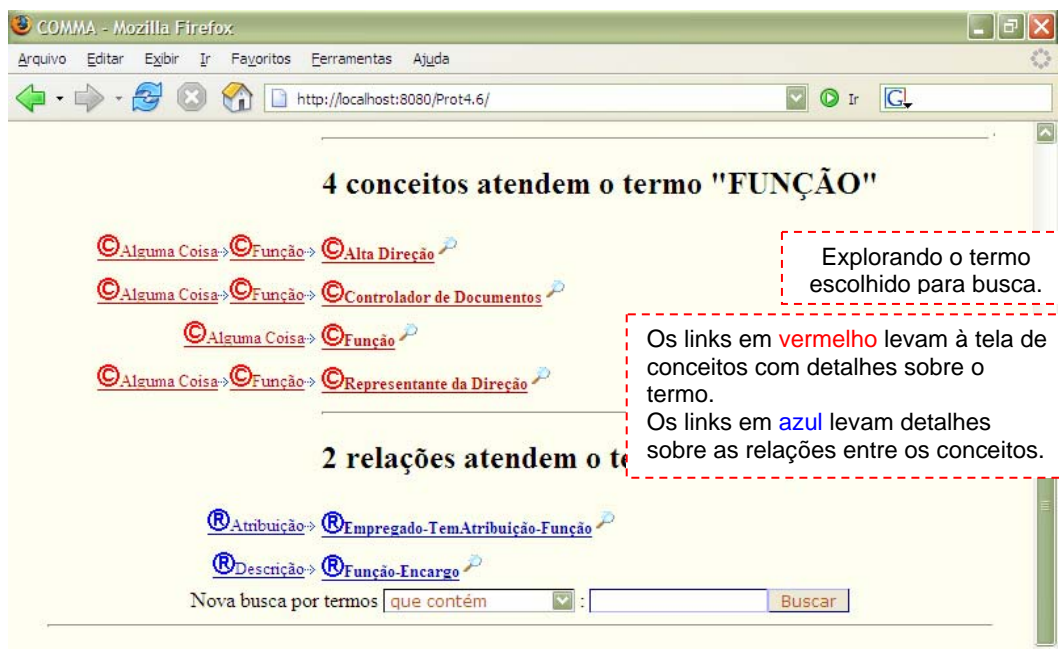 COMMA - Mozilla Firefox
Arquivo Editar Exibir Ir Favoritos Ferramentas Ajuda
http://localhost:8080/Prot4.6/ Ir G
4 conceitos atendem o termo "FUNÇÃO"
©Alguma Coisa ©Função ©Alta Direção
©Alguma Coisa ©Função ©Controlador de Documentos
©Alguma Coisa ©Função
©Alguma Coisa ©Função ©Representante da Direção
Explorando o termo
escolhido para busca.
Os links em vermelho levam à tela de
conceitos com detalhes sobre o
termo.
Os links em azul levam detalhes
sobre as relações entre os conceitos.
2 relações atendem o
®Atribuição ®Empregado-TemAtribuição-Função
®Descrição ®Função-Encargo
Nova busca por termos que contém : Buscar